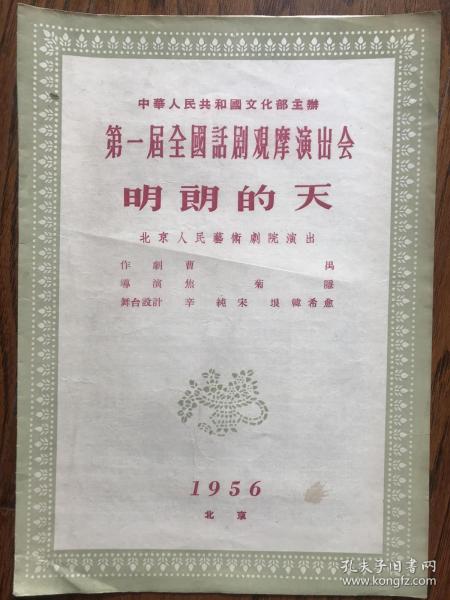 中華人民共和國文化部主辦
第一屆全國話劇观摩演出会
明朗的天
北京人民藝術劇院演出
作劇 曹禺
導演 焦菊隱
舞台設計 辛純 宋垠 韓希愈
1956
北京
孔夫子旧书网
www.kongfz.com